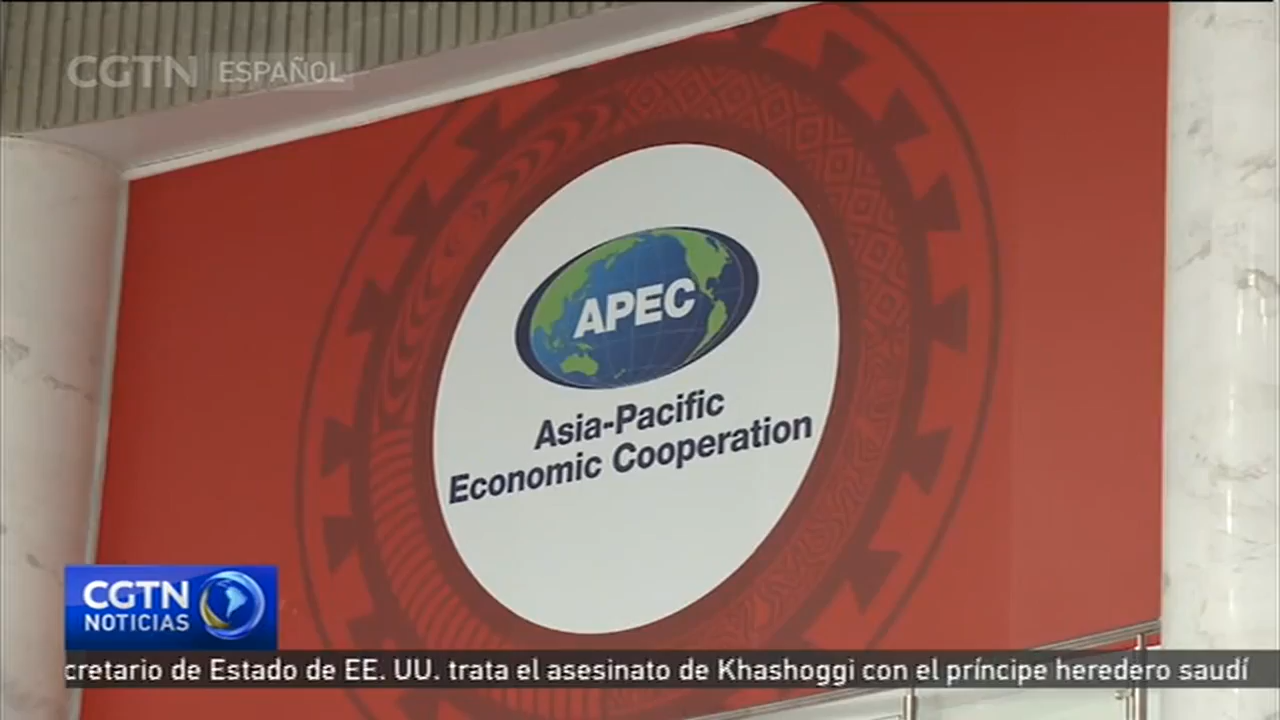 CGTN ESPAÑOL
APEC
Asia-Pacific
Economic Cooperation
CGTN
NOTICIAS
cretario de Estado de EE. UU. trata el asesinato de Khashoggi con el príncipe heredero saudí